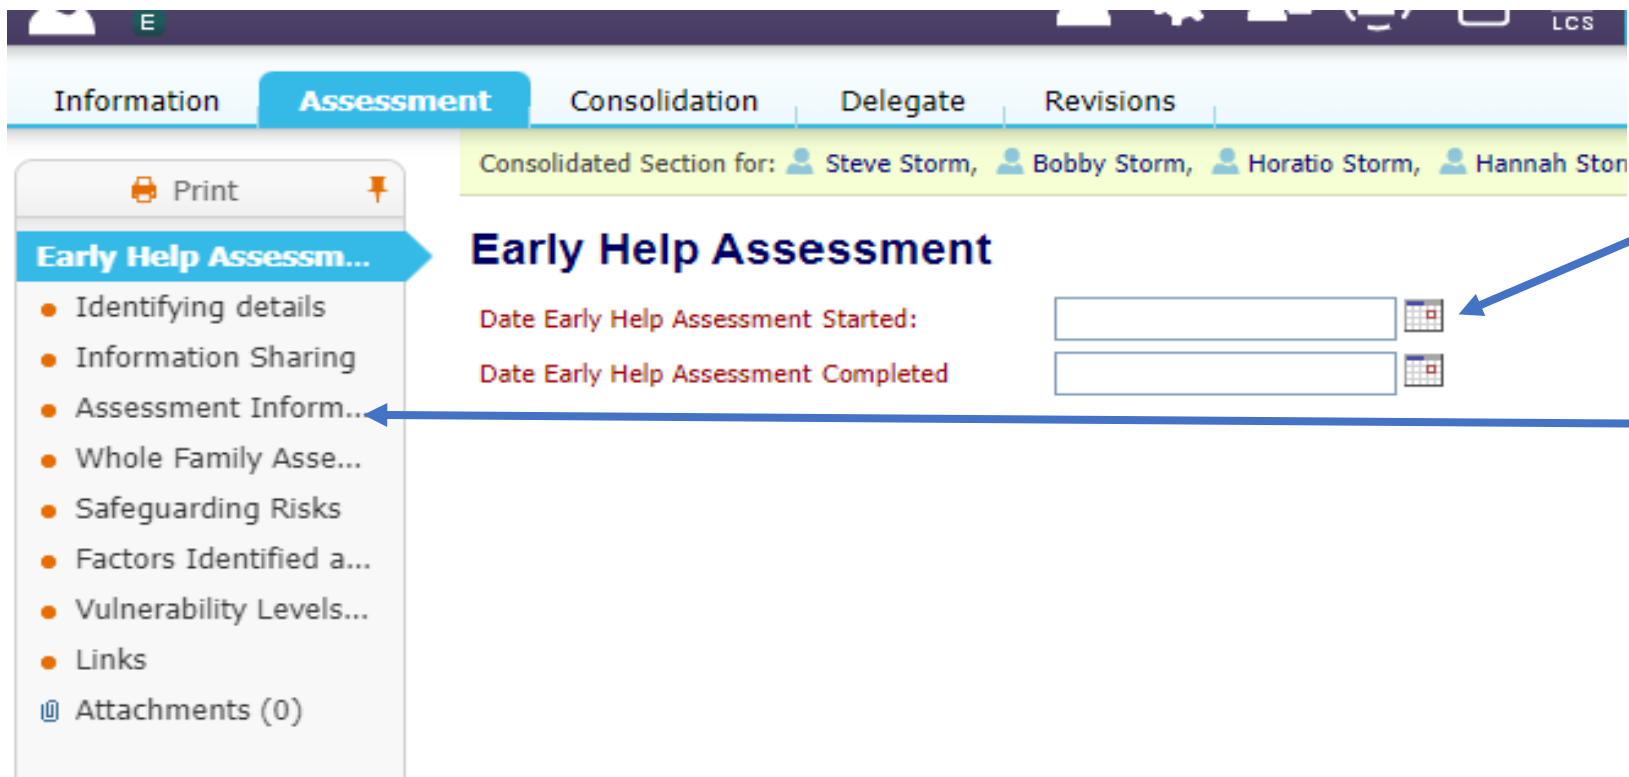 E
LCS
Information Assessment Consolidation Delegate Revisions
Consolidated Section for: Steve Storm, Bobby Storm, Horatio Storm, Hannah Stor
Print
Early Help Assessm...
Identifying details
Information Sharing
Assessment Inform...
Whole Family Asse...
Safeguarding Risks
Factors Identified a...
Vulnerability Levels...
Links
Attachments (0)
Early Help Assessment
Date Early Help Assessment Started:
Date Early Help Assessment Completed